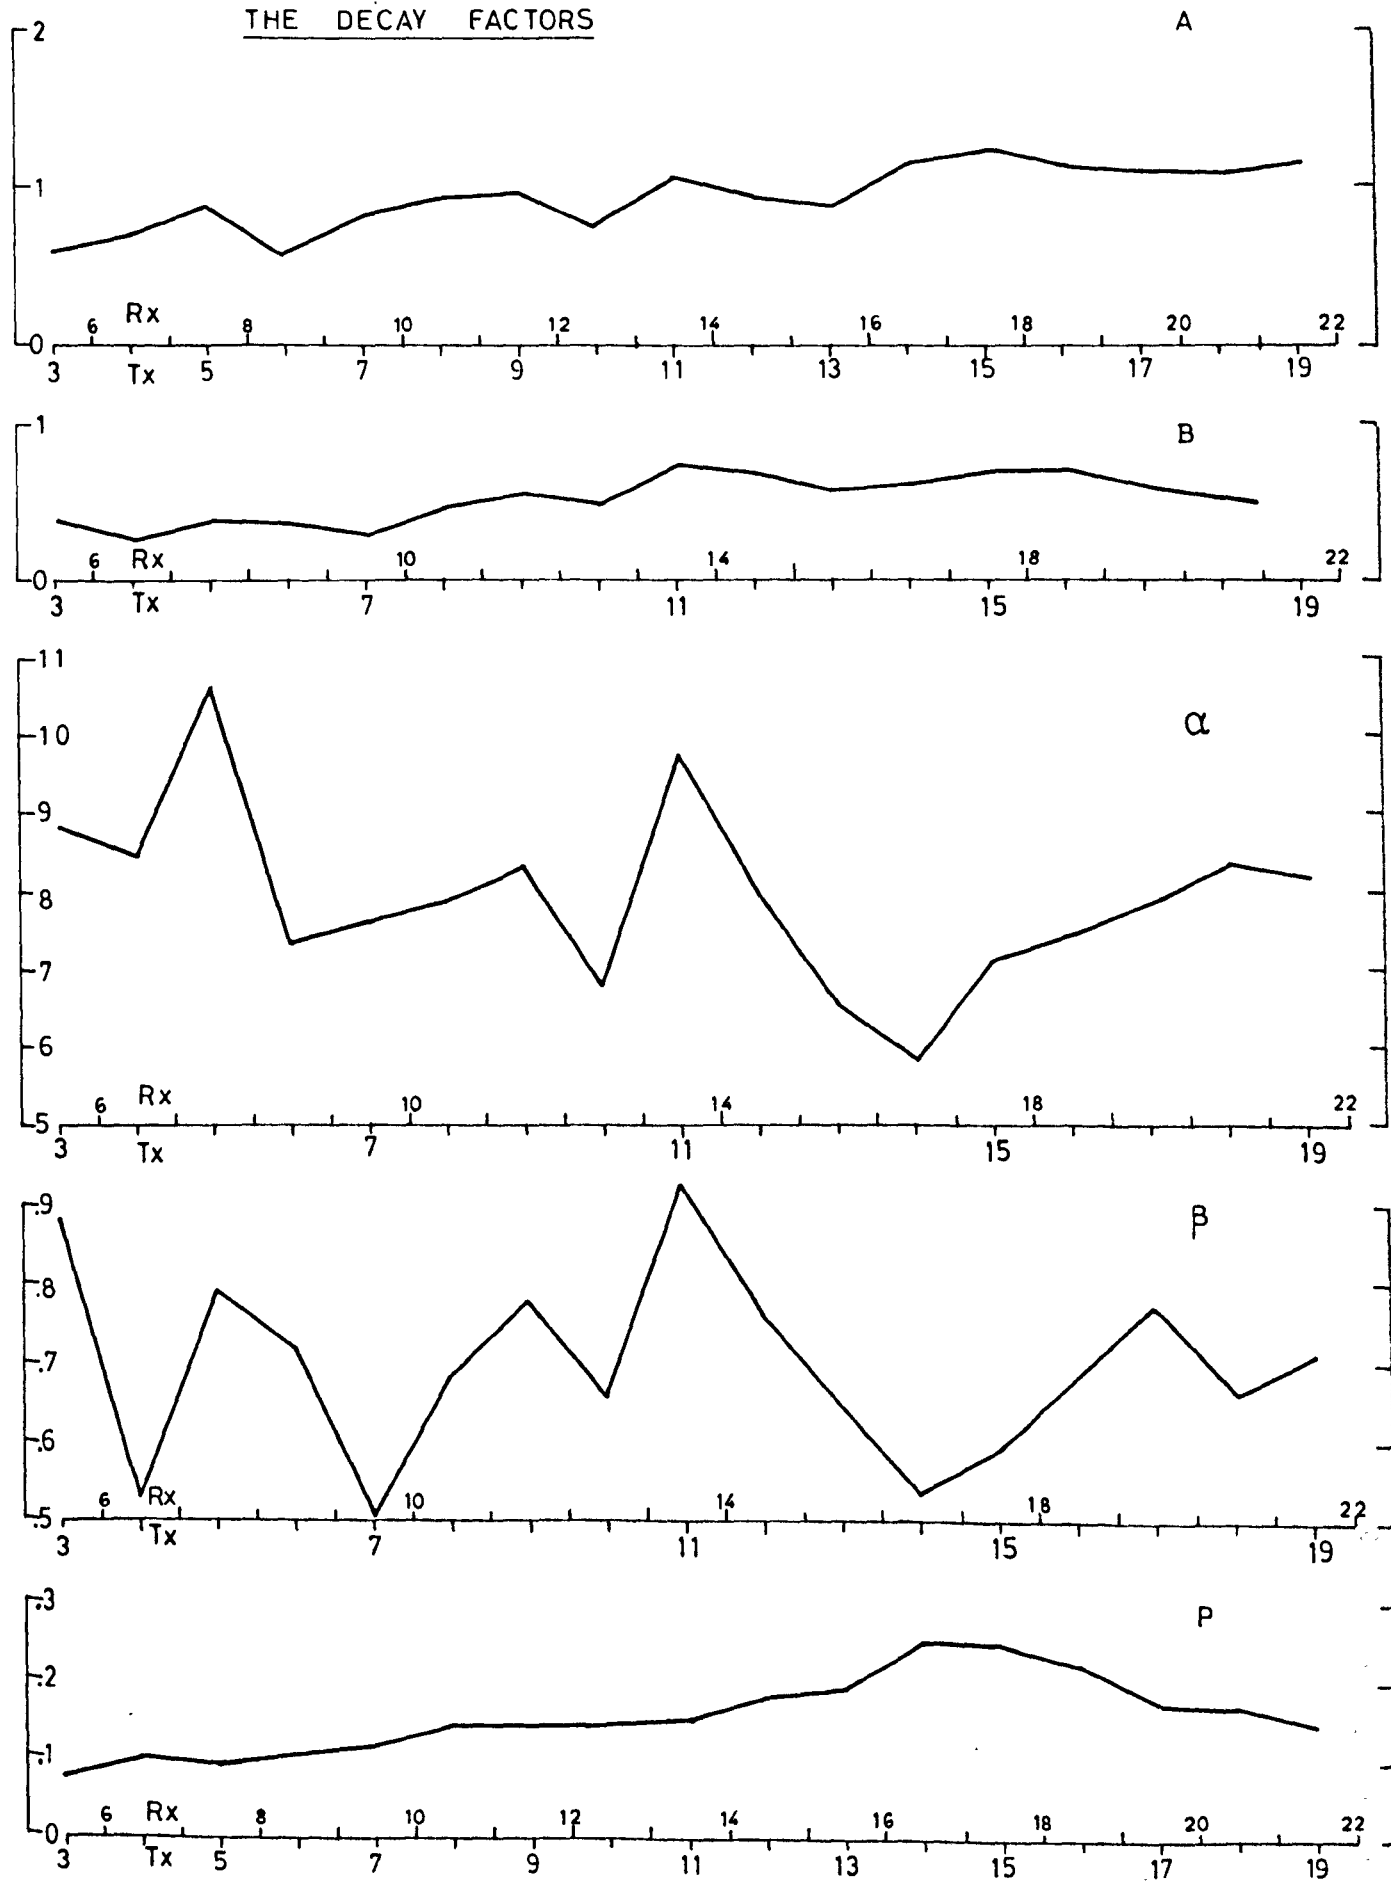 THE DECAY FACTORS
A
2
1
0
6 Rx 8 10 12 14 16 18 20 22
3 Tx 5 7 9 11 13 15 17 19
1
B
0
6 Rx 10 14 18 22
3 Tx 7 11 15 19
11
10
α
9
8
7
6
5
6 Rx 10 14 18 22
3 Tx 7 11 15 19
.9
β
.8
.7
.6
.5
6 Rx 10 14 18 22
3 Tx 7 11 15 19
.3
P
.2
.1
0
6 Rx 8 10 12 14 16 18 20 22
3 Tx 5 7 9 11 13 15 17 19